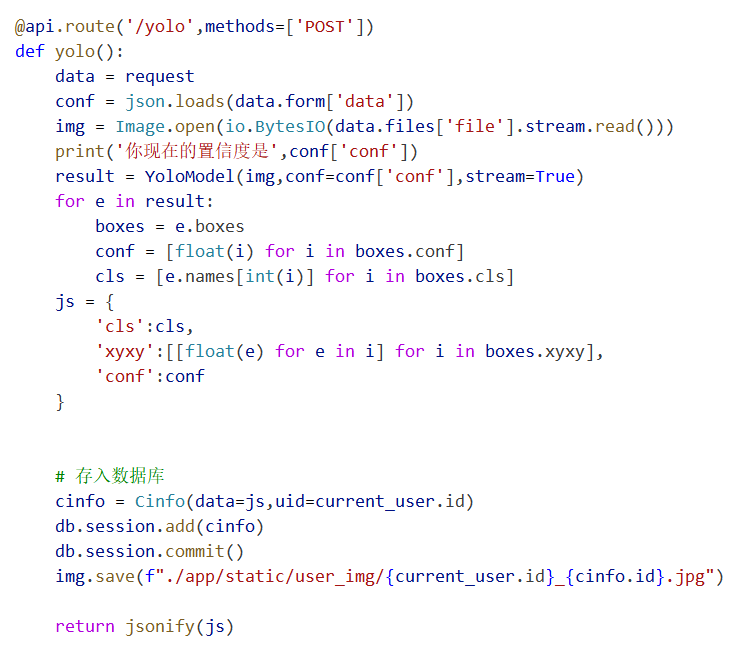 @api.route('/yolo',methods=['POST'])
def yolo():
    data = request
    conf = json.loads(data.form['data'])
    img = Image.open(io.BytesIO(data.files['file'].stream.read()))
    print('你现在的置信度是',conf['conf'])
    result = YoloModel(img,conf=conf['conf'],stream=True)
    for e in result:
        boxes = e.boxes
        conf = [float(i) for i in boxes.conf]
        cls = [e.names[int(i)] for i in boxes.cls]
    js = {
        'cls':cls,
        'xyxy':[[float(e) for e in i] for i in boxes.xyxy],
        'conf':conf
    }
    # 存入数据库
    cinfo = Cinfo(data=js,uid=current_user.id)
    db.session.add(cinfo)
    db.session.commit()
    img.save(f"./app/static/user_img/{current_user.id}_{cinfo.id}.jpg")
    return jsonify(js)